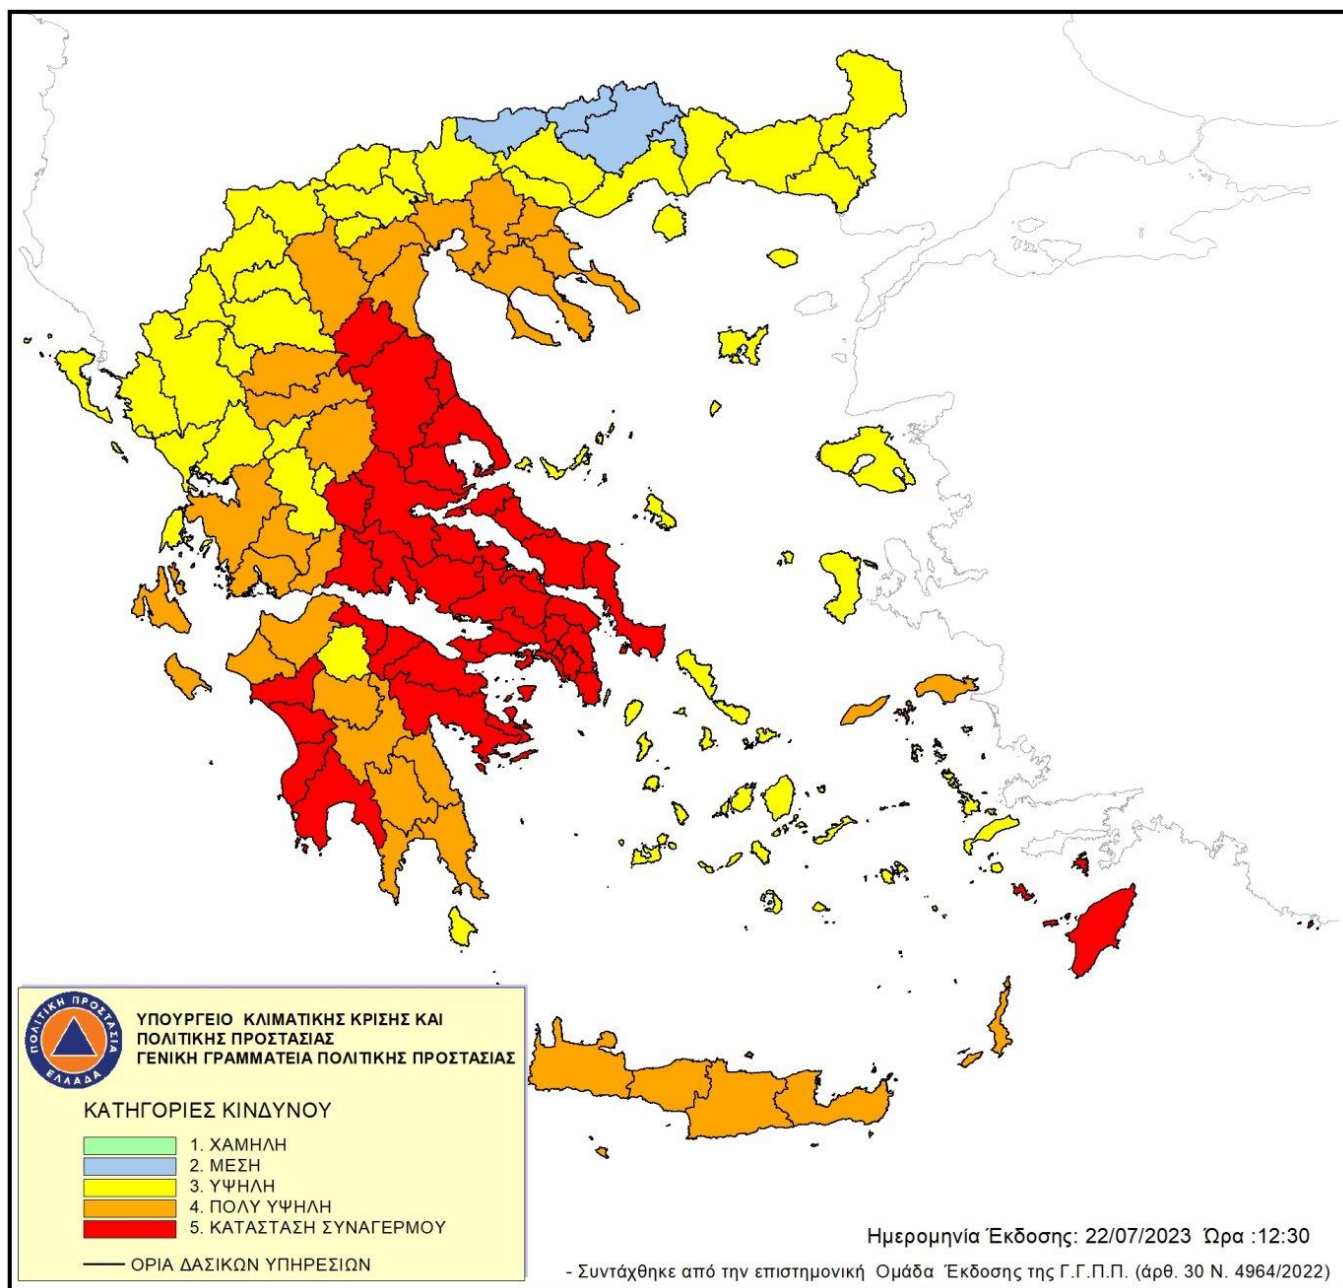 ΠΟΛΙΤΙΚΗ ΠΡΟΣΤΑΣΙΑ
ΕΛΛΑΔΑ
ΥΠΟΥΡΓΕΙΟ ΚΛΙΜΑΤΙΚΗΣ ΚΡΙΣΗΣ ΚΑΙ
ΠΟΛΙΤΙΚΗΣ ΠΡΟΣΤΑΣΙΑΣ
ΓΕΝΙΚΗ ΓΡΑΜΜΑΤΕΙΑ ΠΟΛΙΤΙΚΗΣ ΠΡΟΣΤΑΣΙΑΣ
ΚΑΤΗΓΟΡΙΕΣ ΚΙΝΔΥΝΟΥ
1. ΧΑΜΗΛΗ
2. ΜΕΣΗ
3. ΥΨΗΛΗ
4. ΠΟΛΥ ΥΨΗΛΗ
5. ΚΑΤΑΣΤΑΣΗ ΣΥΝΑΓΕΡΜΟΥ
ΟΡΙΑ ΔΑΣΙΚΩΝ ΥΠΗΡΕΣΙΩΝ
Ημερομηνία Έκδοσης: 22/07/2023 Ώρα :12:30
- Συντάχθηκε από την επιστημονική Ομάδα Έκδοσης της Γ.Γ.Π.Π. (άρθ. 30 Ν. 4964/2022)